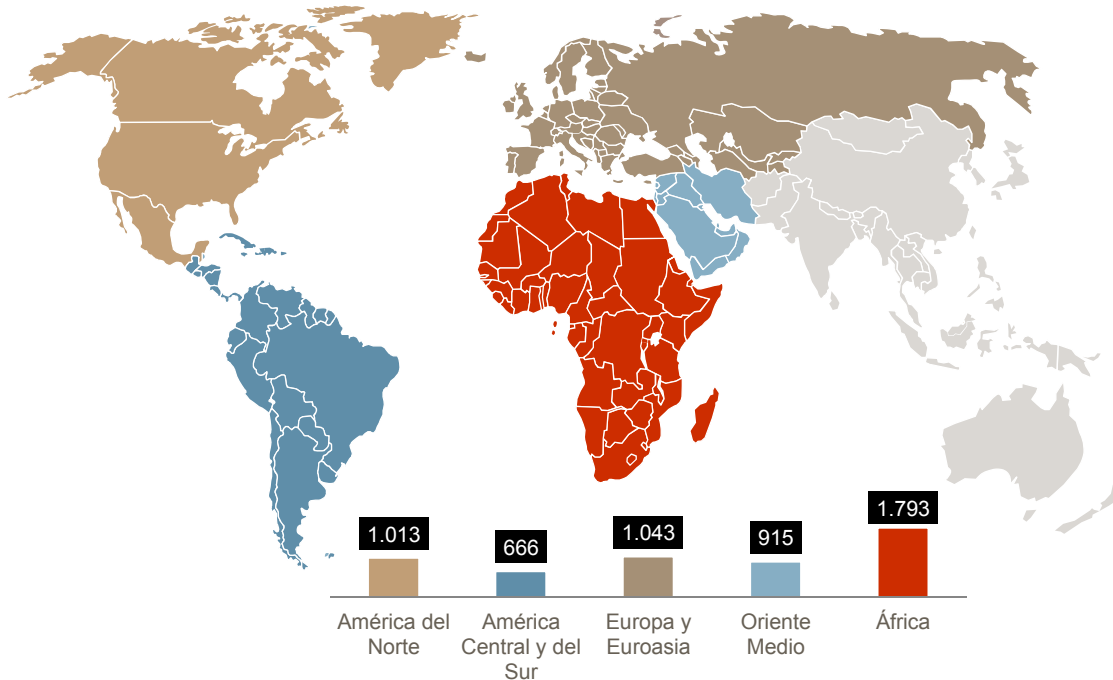 1.013
666
1.043
915
1.793
América del
Norte
América
Central y del
Sur
Europa y
Euroasia
Oriente
Medio
África